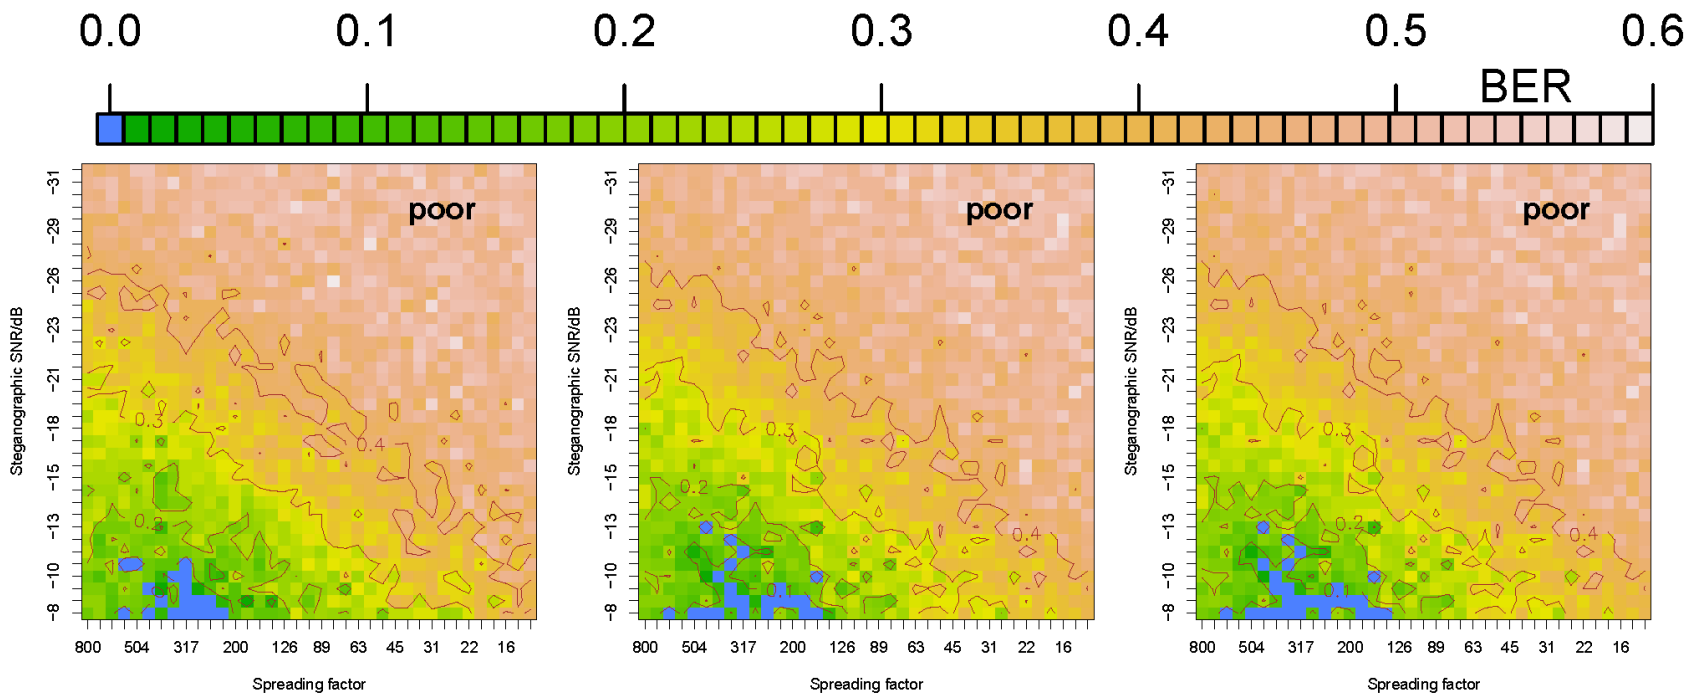 0.0 0.1 0.2 0.3 0.4 0.5 0.6
BER
poor
0.3
0.4
0.2
-31 -29 -26 -23 -21 -18 -15 -13 -10 -8
Steganographic SNR/dB
800 504 317 200 126 89 63 45 31 22 16
Spreading factor
poor
0.3
0.2
0.4
-31 -29 -26 -23 -21 -18 -15 -13 -10 -8
Steganographic SNR/dB
800 504 317 200 126 89 63 45 31 22 16
Spreading factor
poor
0.3
0.2
0.4
-31 -29 -26 -23 -21 -18 -15 -13 -10 -8
Steganographic SNR/dB
800 504 317 200 126 89 63 45 31 22 16
Spreading factor